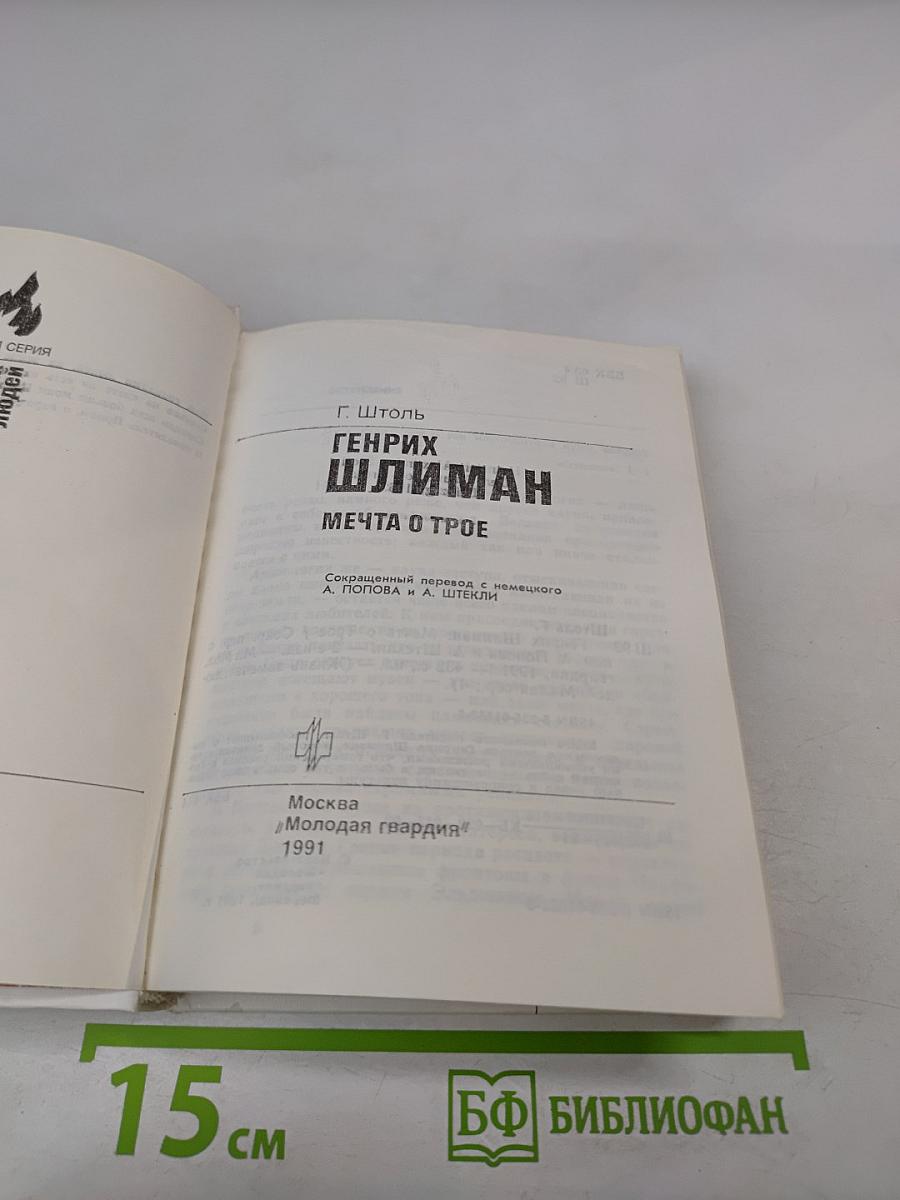 СЕРИЯ
ЛЮДЕЙ
Г. Штоль
ГЕНРИХ
ШЛИМАН
МЕЧТА О ТРОЕ
Сокращенный перевод с немецкого
А. ПОПОВА и А. ШТЕКЛИ
Москва
„Молодая гвардия"
1991
15 см
БФ БИБЛИОФАН